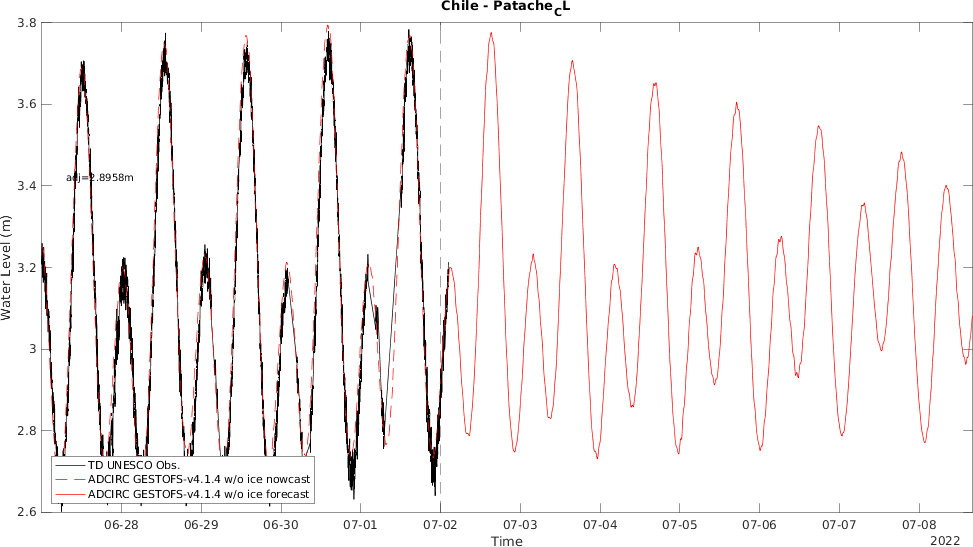 Chile - Patache_CL
3.8
3.6
3.4
3.2
3
2.8
2.6
Water Level (m)
adj=2.8958m
TD UNESCO Obs.
ADCIRC GESTOFS-v4.1.4 w/o ice nowcast
ADCIRC GESTOFS-v4.1.4 w/o ice forecast
06-28 06-29 06-30 07-01 07-02 07-03 07-04 07-05 07-06 07-07 07-08
Time
2022